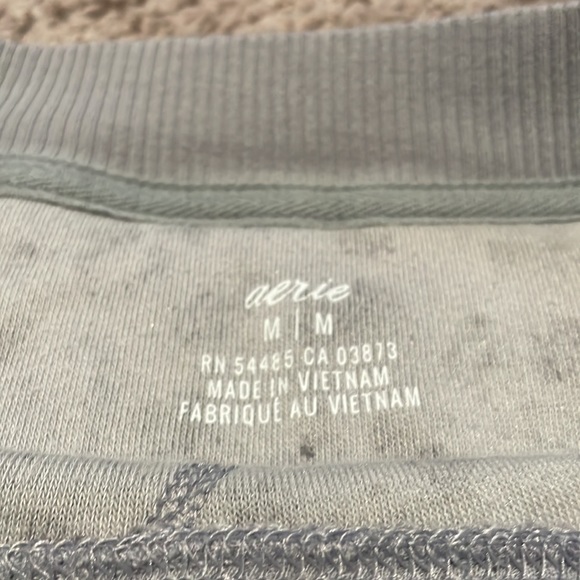 aerie
M | M
RN 54485 CA 03873
MADE IN VIETNAM
FABRIQUÉ AU VIETNAM